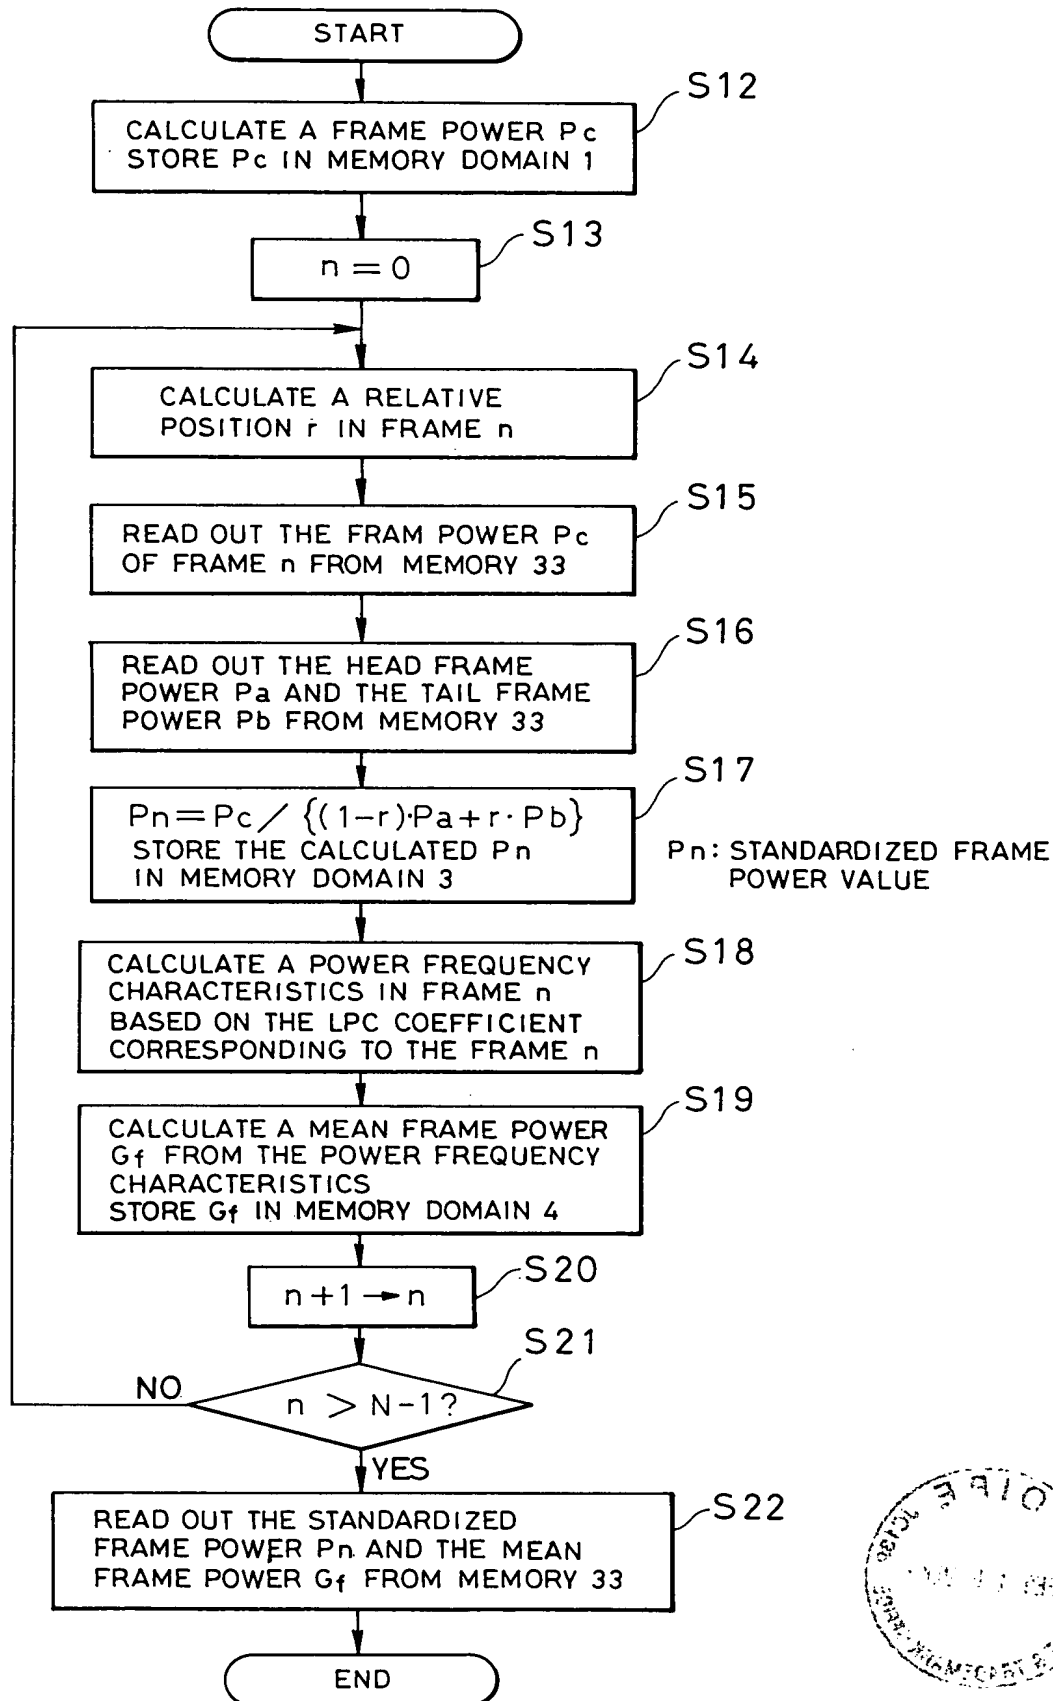 START
S12
CALCULATE A FRAME POWER Pc
STORE Pc IN MEMORY DOMAIN 1
S13
n = 0
S14
CALCULATE A RELATIVE
POSITION r IN FRAME n
S15
READ OUT THE FRAM POWER Pc
OF FRAME n FROM MEMORY 33
S16
READ OUT THE HEAD FRAME
POWER Pa AND THE TAIL FRAME
POWER Pb FROM MEMORY 33
S17
Pn = Pc / {(1-r)·Pa + r·Pb}
STORE THE CALCULATED Pn
IN MEMORY DOMAIN 3
Pn: STANDARDIZED FRAME
POWER VALUE
S18
CALCULATE A POWER FREQUENCY
CHARACTERISTICS IN FRAME n
BASED ON THE LPC COEFFICIENT
CORRESPONDING TO THE FRAME n
S19
CALCULATE A MEAN FRAME POWER
Gf FROM THE POWER FREQUENCY
CHARACTERISTICS
STORE Gf IN MEMORY DOMAIN 4
S20
n+1 → n
S21
NO
n > N-1?
YES
S22
READ OUT THE STANDARDIZED
FRAME POWER Pn AND THE MEAN
FRAME POWER Gf FROM MEMORY 33
END
OIPE